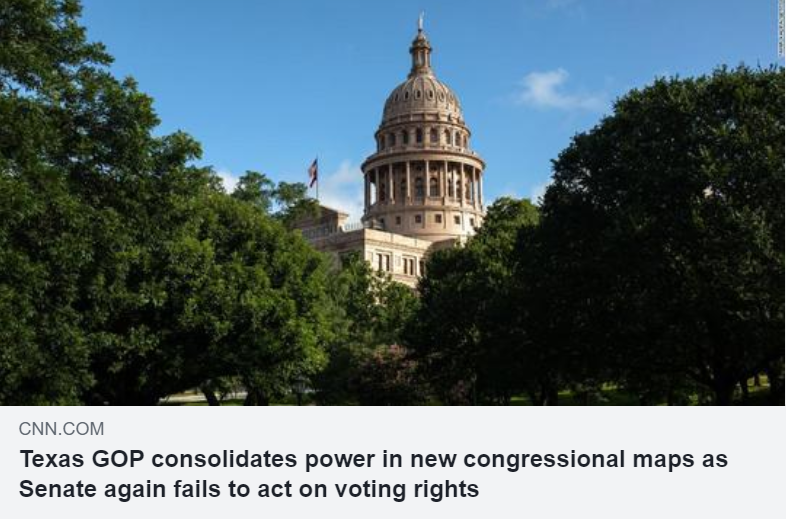 CNN.COM
Texas GOP consolidates power in new congressional maps as
Senate again fails to act on voting rights